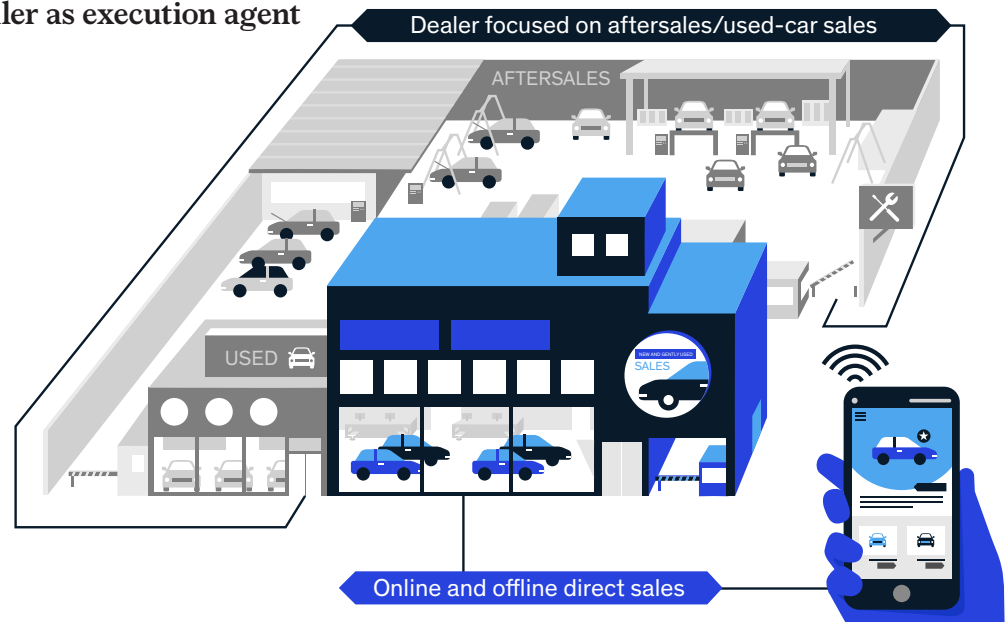 ler as execution agent
Dealer focused on aftersales/used-car sales
AFTERSALES
USED
NEW AND GENTLY USED
SALES
Online and offline direct sales